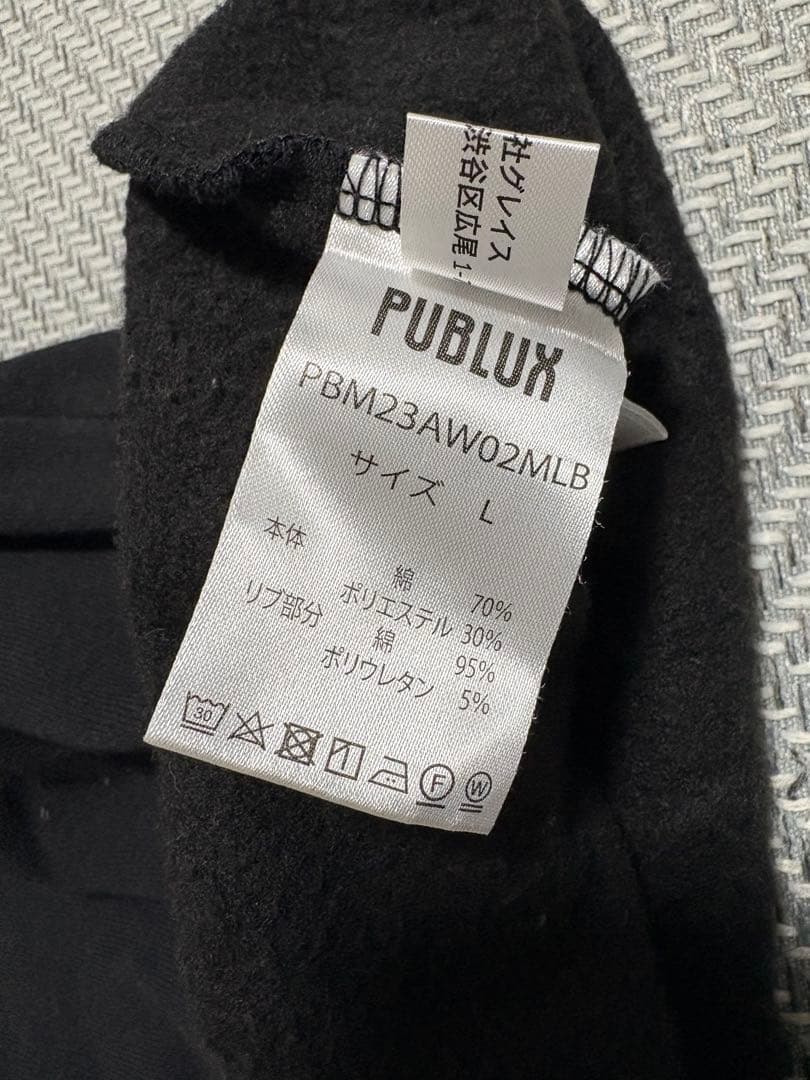 社グレイス
渋谷区広尾 1-
PUBLUX
PBM23AW02MLB
サイズ L
本体 綿 70%
ポリエステル 30%
リブ部分 綿 95%
ポリウレタン 5%
30
F
W